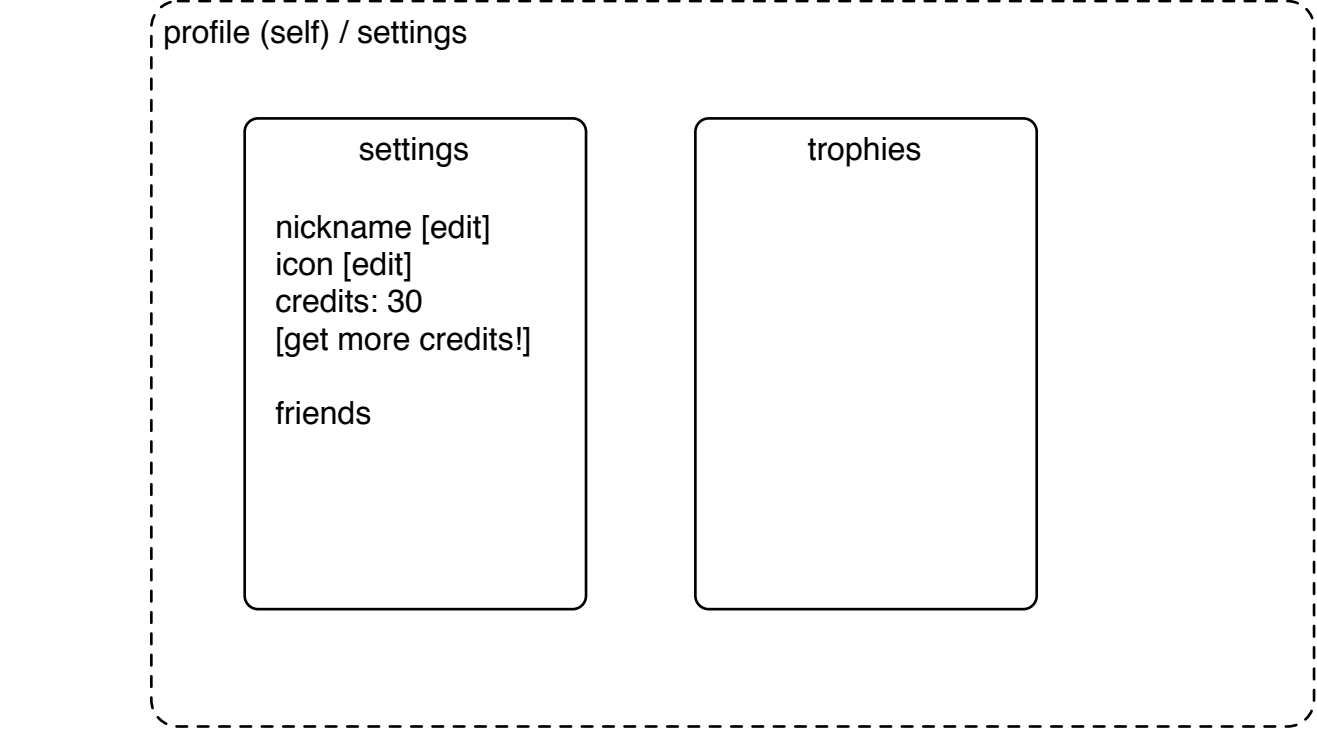 profile (self) / settings
settings
nickname [edit]
icon [edit]
credits: 30
[get more credits!]
friends
trophies